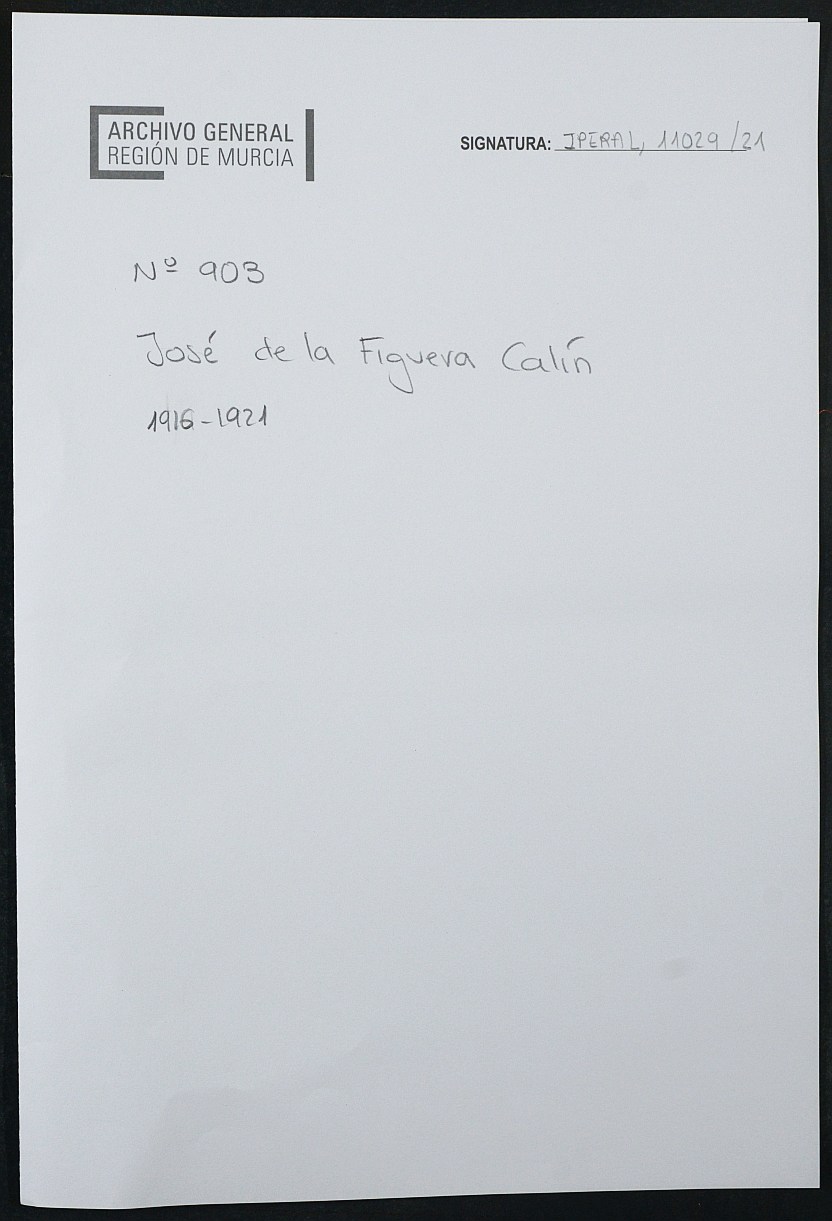 ARCHIVO GENERAL
REGIÓN DE MURCIA
SIGNATURA: IPERAL, 11029/21
Nº 903
José de la Figuera Calín
1916-1921